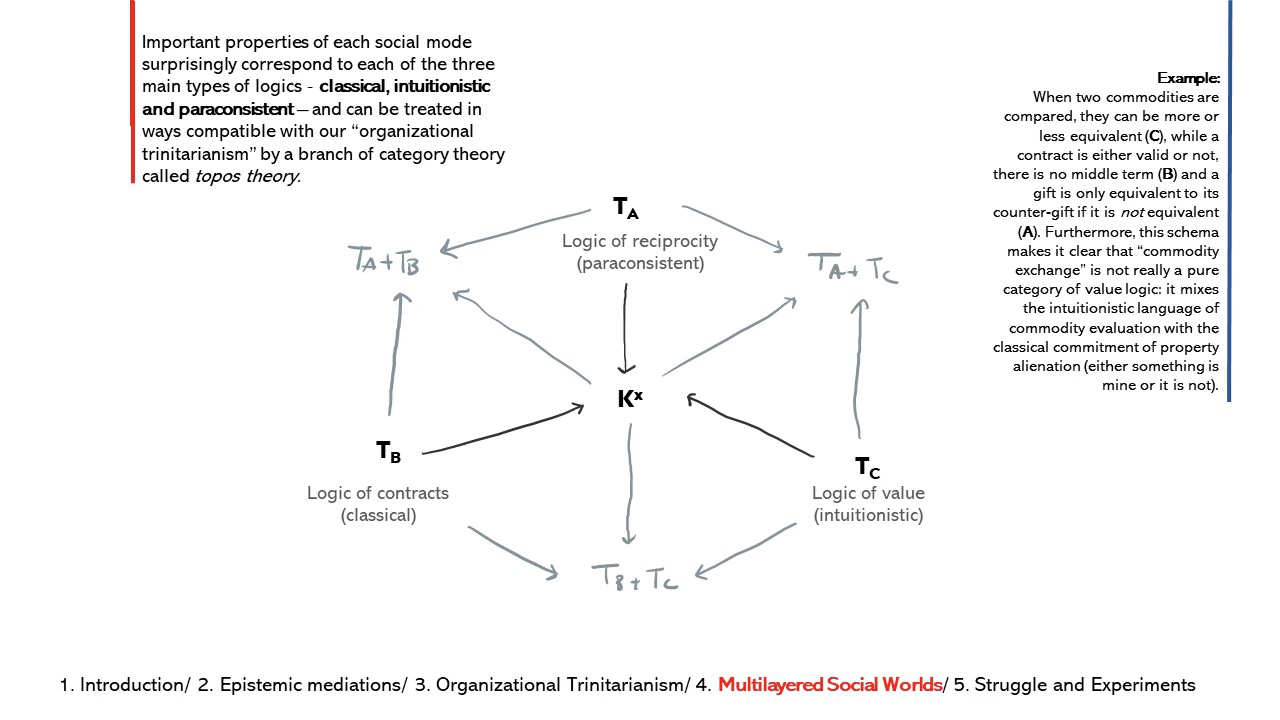 Important properties of each social mode
surprisingly correspond to each of the three
main types of logics - classical, intuitionistic
and paraconsistent — and can be treated in
ways compatible with our “organizational
trinitarianism” by a branch of category theory
called topos theory.
Example:
When two commodities are
compared, they can be more or
less equivalent (C), while a
contract is either valid or not,
there is no middle term (B) and a
gift is only equivalent to its
counter-gift if it is not equivalent
(A). Furthermore, this schema
makes it clear that “commodity
exchange” is not really a pure
category of value logic: it mixes
the intuitionistic language of
commodity evaluation with the
classical commitment of property
alienation (either something is
mine or it is not).
TA
Logic of reciprocity
(paraconsistent)
TA+TB
TA+TC
Kx
TB
Logic of contracts
(classical)
TC
Logic of value
(intuitionistic)
TB+TC
1. Introduction/ 2. Epistemic mediations/ 3. Organizational Trinitarianism/ 4. Multilayered Social Worlds/ 5. Struggle and Experiments